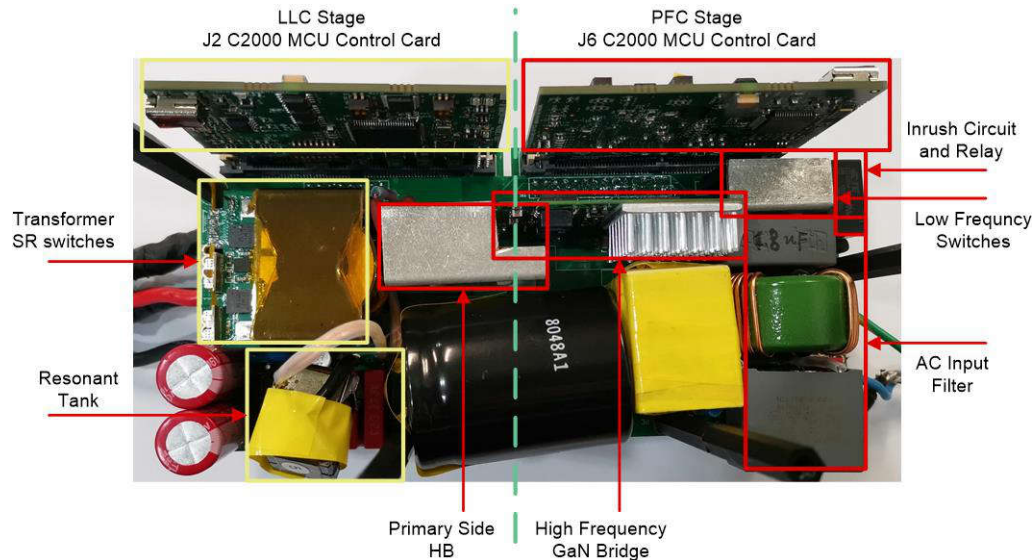 LLC Stage
J2 C2000 MCU Control Card
PFC Stage
J6 C2000 MCU Control Card
Inrush Circuit
and Relay
Transformer
SR switches
Low Frequncy
Switches
8048A1
Resonant
Tank
AC Input
Filter
Primary Side
HB
High Frequency
GaN Bridge